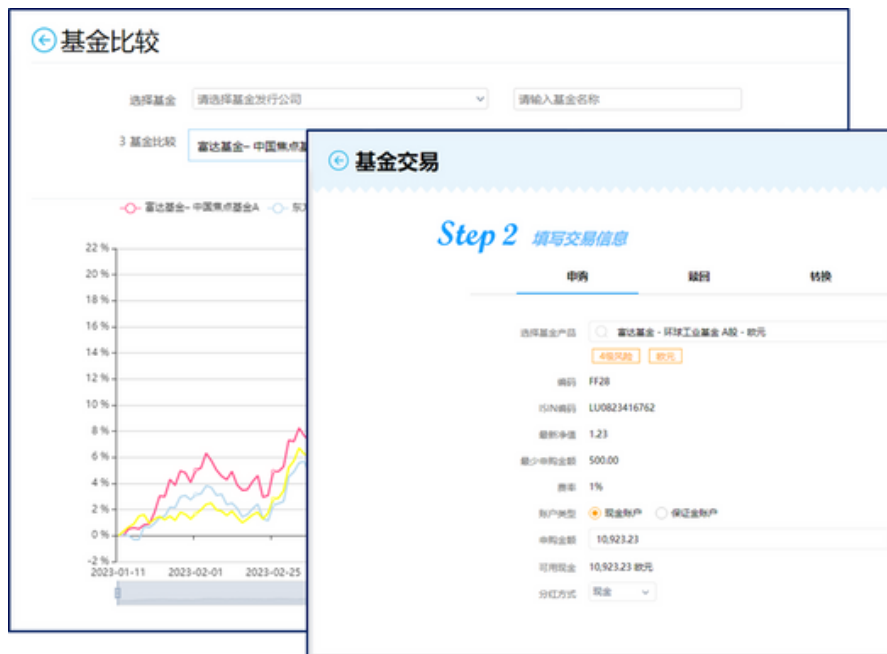 基金比较
选择基金 请选择基金发行公司 请输入基金名称
3 基金比较 富达基金- 中国焦点基
富达基金- 中国焦点基金A
22 %
20 %
18 %
16 %
14 %
12 %
10 %
8 %
6 %
4 %
2 %
0 %
-2 %
2023-01-11 2023-02-01 2023-02-25
基金交易
Step 2 填写交易信息
申购 赎回 转换
选择基金产品 富达基金 - 环球工业基金 A股 - 欧元
4级风险 欧元
编码 FF28
ISIN编码 LU0823416762
最新净值 1.23
最少申购金额 500.00
费率 1%
账户类型 现金账户 保证金账户
申购金额 10,923.23
可用现金 10,923.23 欧元
分红方式 现金